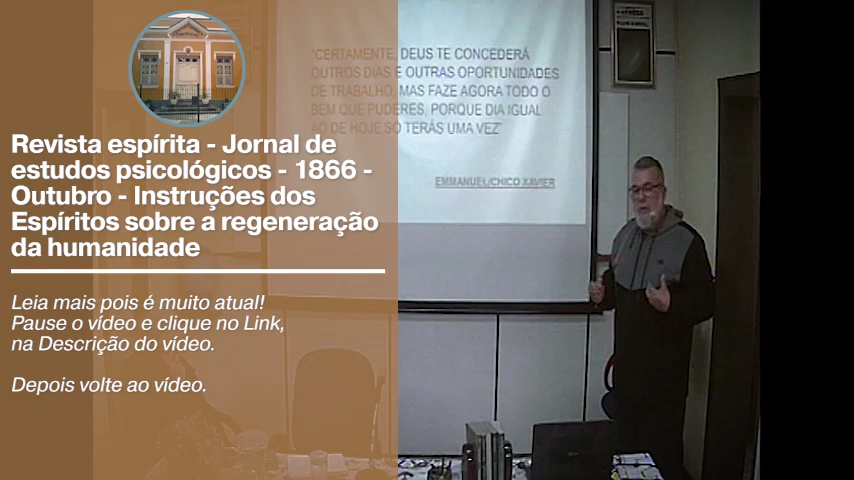 Revista espírita - Jornal de
estudos psicológicos - 1866 -
Outubro - Instruções dos
Espíritos sobre a regeneração
da humanidade
Leia mais pois é muito atual!
Pause o vídeo e clique no Link,
na Descrição do vídeo.
Depois volte ao vídeo.
"CERTAMENTE, DEUS TE CONCEDERÁ
OUTROS DIAS E OUTRAS OPORTUNIDADES
DE TRABALHO, MAS FAZE AGORA TODO O
BEM QUE PUDERES, PORQUE DIA IGUAL
AO DE HOJE SÓ TERÁS UMA VEZ"
EMMANUEL/CHICO XAVIER